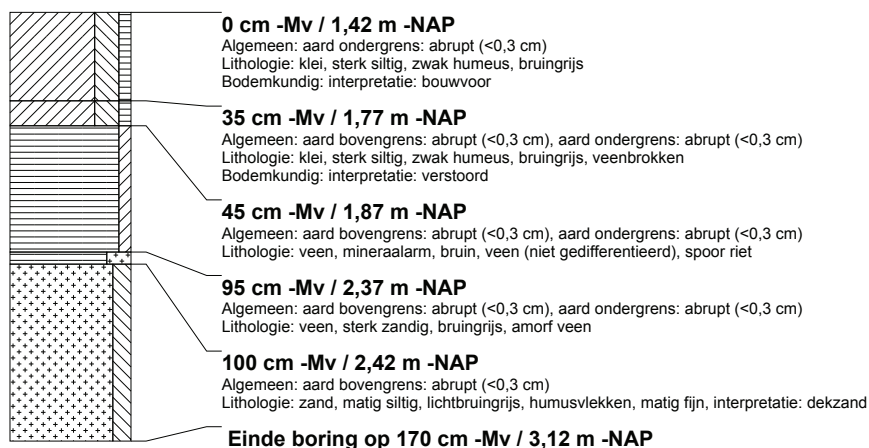 0 cm -Mv / 1,42 m -NAP
Algemeen: aard ondergrens: abrupt (<0,3 cm)
Lithologie: klei, sterk siltig, zwak humeus, bruingrijs
Bodemkundig: interpretatie: bouwvoor
35 cm -Mv / 1,77 m -NAP
Algemeen: aard bovengrens: abrupt (<0,3 cm), aard ondergrens: abrupt (<0,3 cm)
Lithologie: klei, sterk siltig, zwak humeus, bruingrijs, veenbrokken
Bodemkundig: interpretatie: verstoord
45 cm -Mv / 1,87 m -NAP
Algemeen: aard bovengrens: abrupt (<0,3 cm), aard ondergrens: abrupt (<0,3 cm)
Lithologie: veen, mineraalarm, bruin, veen (niet gedifferentieerd), spoor riet
95 cm -Mv / 2,37 m -NAP
Algemeen: aard bovengrens: abrupt (<0,3 cm), aard ondergrens: abrupt (<0,3 cm)
Lithologie: veen, sterk zandig, bruingrijs, amorf veen
100 cm -Mv / 2,42 m -NAP
Algemeen: aard bovengrens: abrupt (<0,3 cm)
Lithologie: zand, matig siltig, lichtbruingrijs, humusvlekken, matig fijn, interpretatie: dekzand
Einde boring op 170 cm -Mv / 3,12 m -NAP